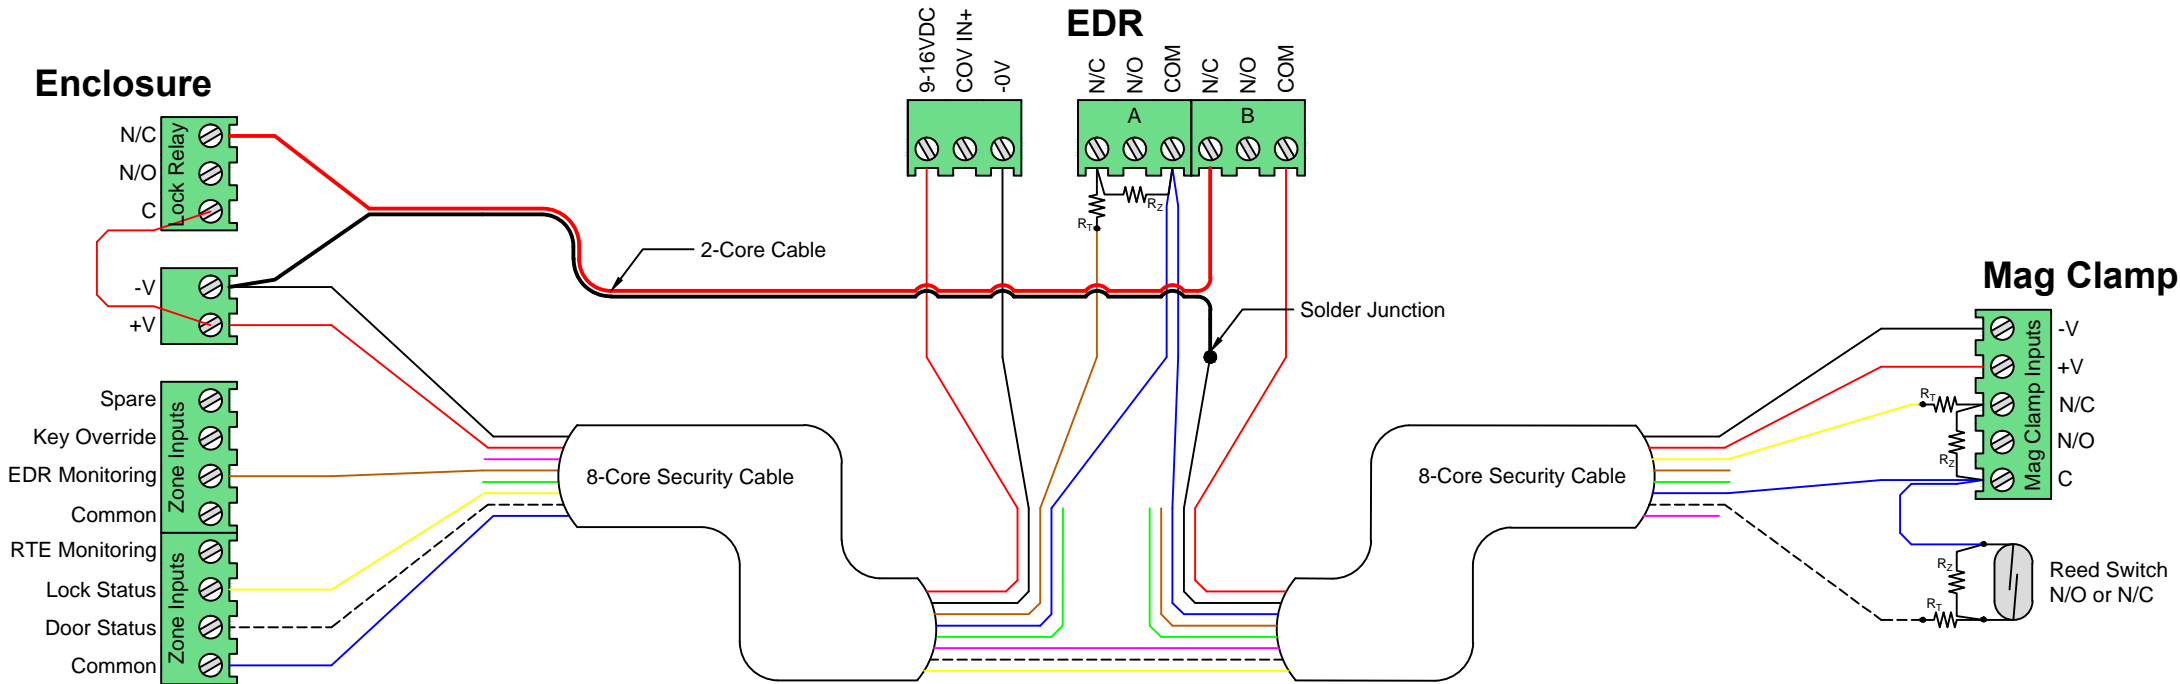 EDR
9-16VDC
COV IN+
-0V
N/C
N/O
COM
N/C
N/O
COM
A
B
Enclosure
Lock Relay
N/C
N/O
C
-V
+V
Zone Inputs
Spare
Key Override
EDR Monitoring
Common
Zone Inputs
RTE Monitoring
Lock Status
Door Status
Common
2-Core Cable
RT
RZ
Solder Junction
8-Core Security Cable
8-Core Security Cable
Mag Clamp
Mag Clamp Inputs
-V
+V
N/C
N/O
C
RT
RZ
RZ
RT
Reed Switch
N/O or N/C